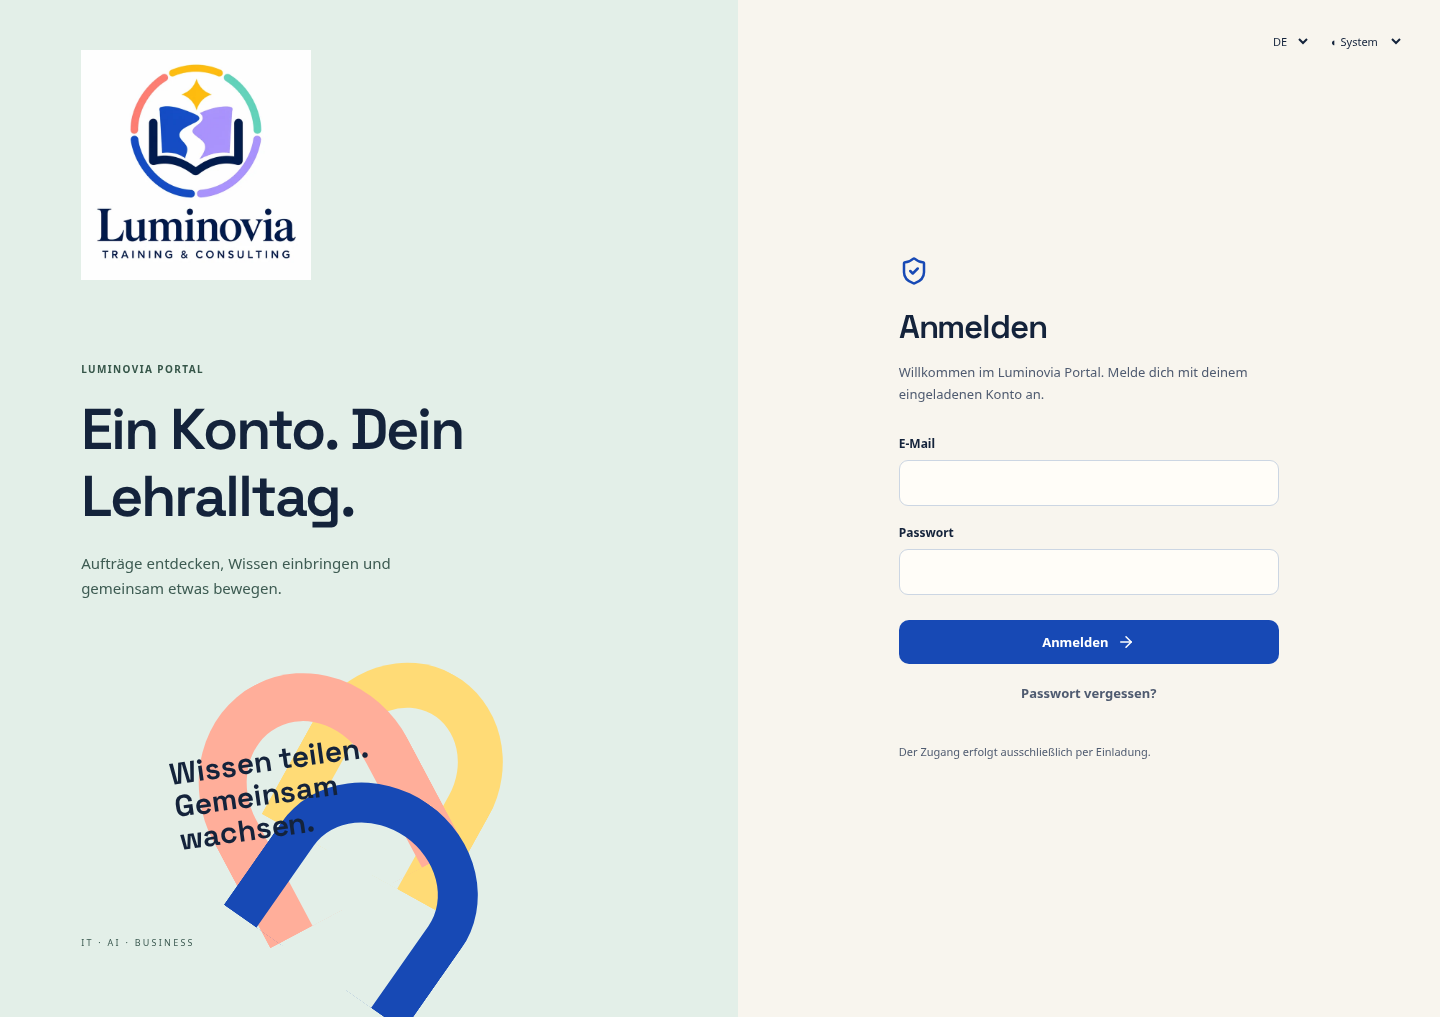 Luminovia
TRAINING & CONSULTING
LUMINOVIA PORTAL
Ein Konto. Dein
Lehralltag.
Aufträge entdecken, Wissen einbringen und
gemeinsam etwas bewegen.
Wissen teilen.
Gemeinsam
wachsen.
IT · AI · BUSINESS
DE
System
Anmelden
Willkommen im Luminovia Portal. Melde dich mit deinem
eingeladenen Konto an.
E-Mail
Passwort
Anmelden
Passwort vergessen?
Der Zugang erfolgt ausschließlich per Einladung.